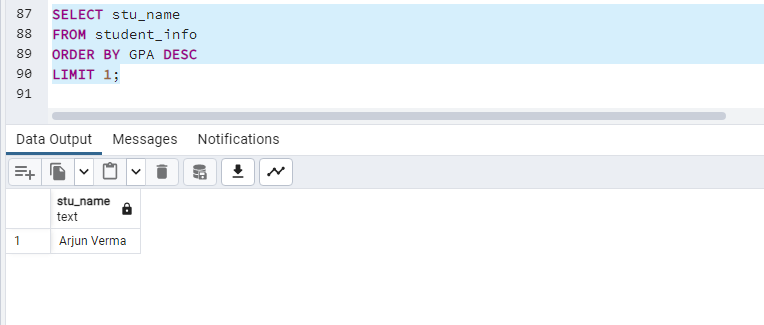 87 SELECT stu_name
88 FROM student_info
89 ORDER BY GPA DESC
90 LIMIT 1;
91
Data Output Messages Notifications
stu_name
text
1 Arjun Verma